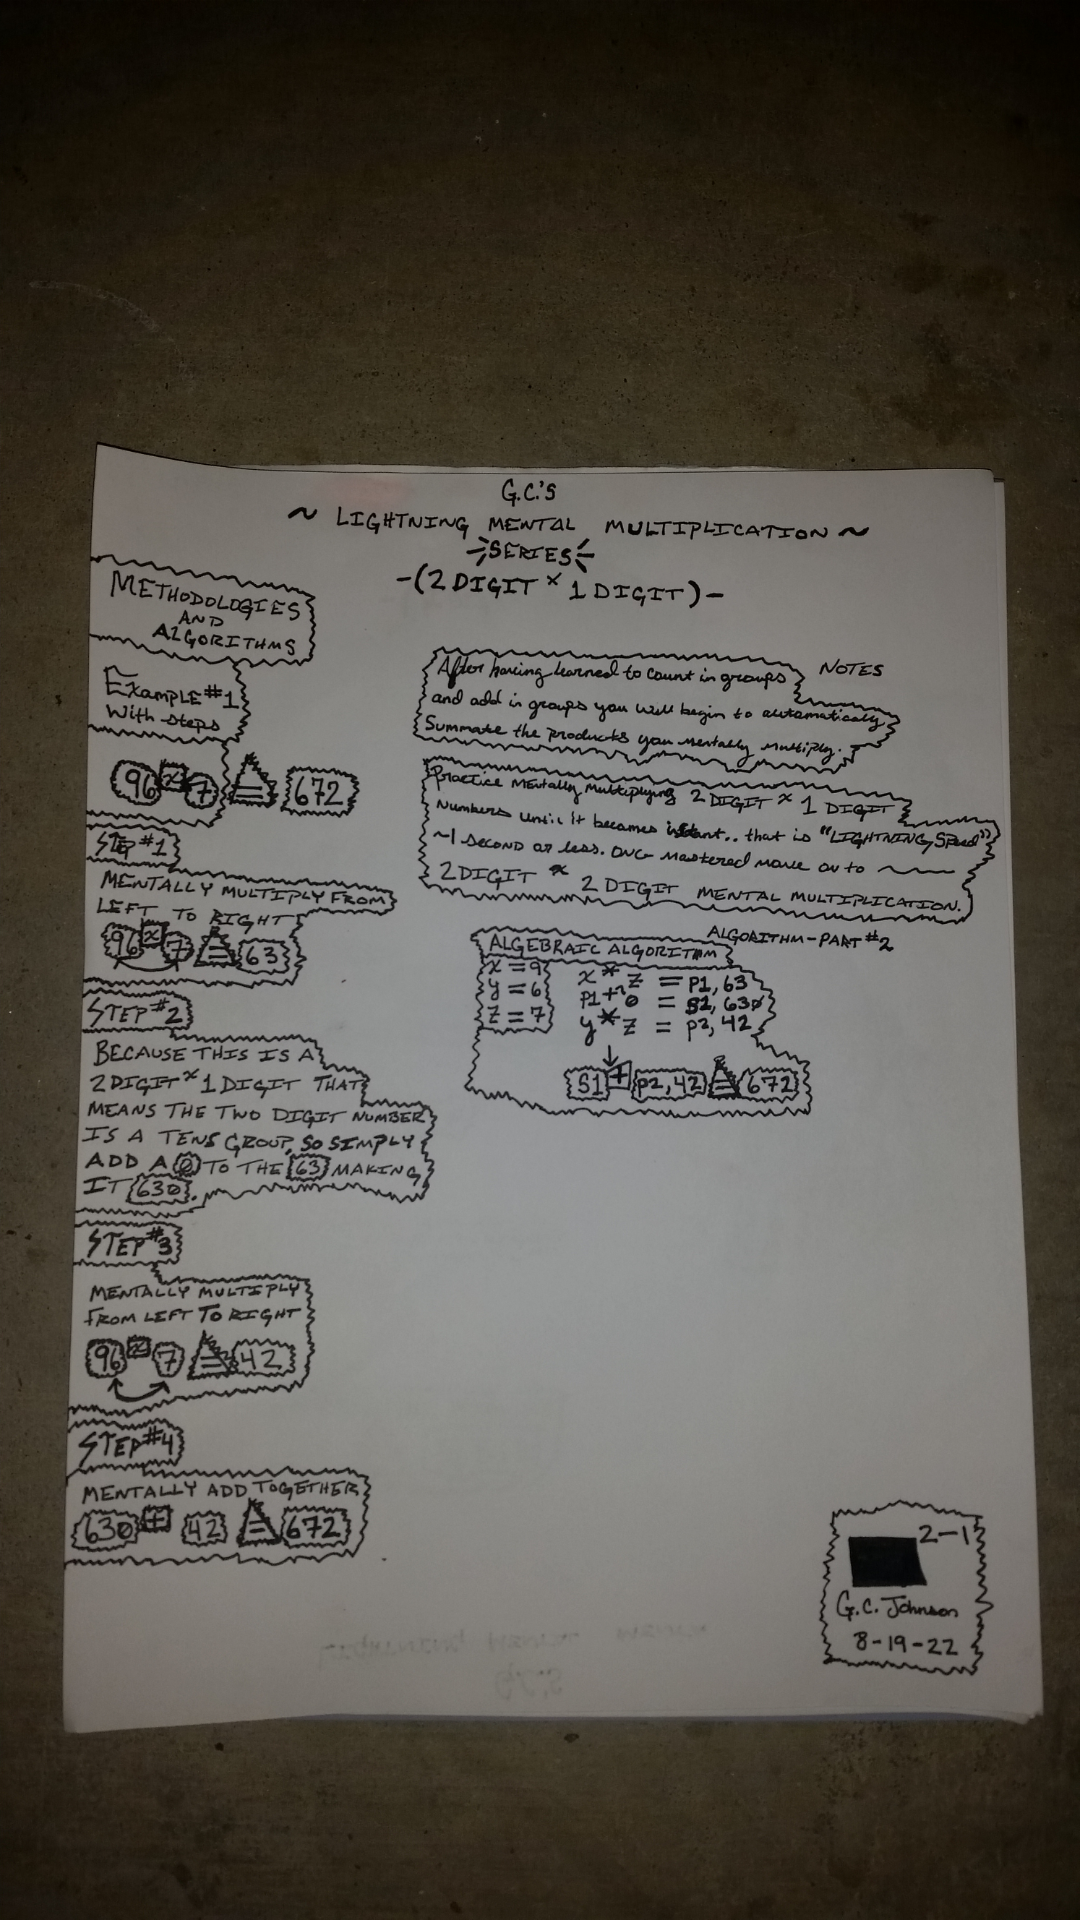 G.C.'S
~ LIGHTNING MENTAL MULTIPLICATION ~
SERIES
-(2 DIGIT × 1 DIGIT)-
METHODOLOGIES
AND
ALGORITHMS
Example #1
With steps
96 × 7 = 672
STEP #1
MENTALLY MULTIPLY FROM
LEFT TO RIGHT
96 × 7 = 63
STEP #2
BECAUSE THIS IS A
2 DIGIT × 1 DIGIT THAT
MEANS THE TWO DIGIT NUMBER
IS A TENS GROUP, SO SIMPLY
ADD A 0 TO THE 63 MAKING
IT 630.
STEP #3
MENTALLY MULTIPLY
FROM LEFT TO RIGHT
96 × 7 = 42
STEP #4
MENTALLY ADD TOGETHER
630 + 42 = 672
NOTES
After having learned to count in groups
and add in groups you will begin to automatically
Summate the products you mentally multiply.
Practice mentally multiplying 2 DIGIT × 1 DIGIT
Numbers until it becomes instant.. that is "LIGHTNING Speed"
~1 second or less. Once mastered move on to
2 DIGIT × 2 DIGIT MENTAL MULTIPLICATION.
ALGORITHM-PART #2
ALGEBRAIC ALGORITHM
x = 9
y = 6
z = 7
x * z = p1, 63
p1 + 0 = S1, 630
y * z = p2, 42
S1 + p2, 42 = 672
2-1
G.C. Johnson
8-19-22